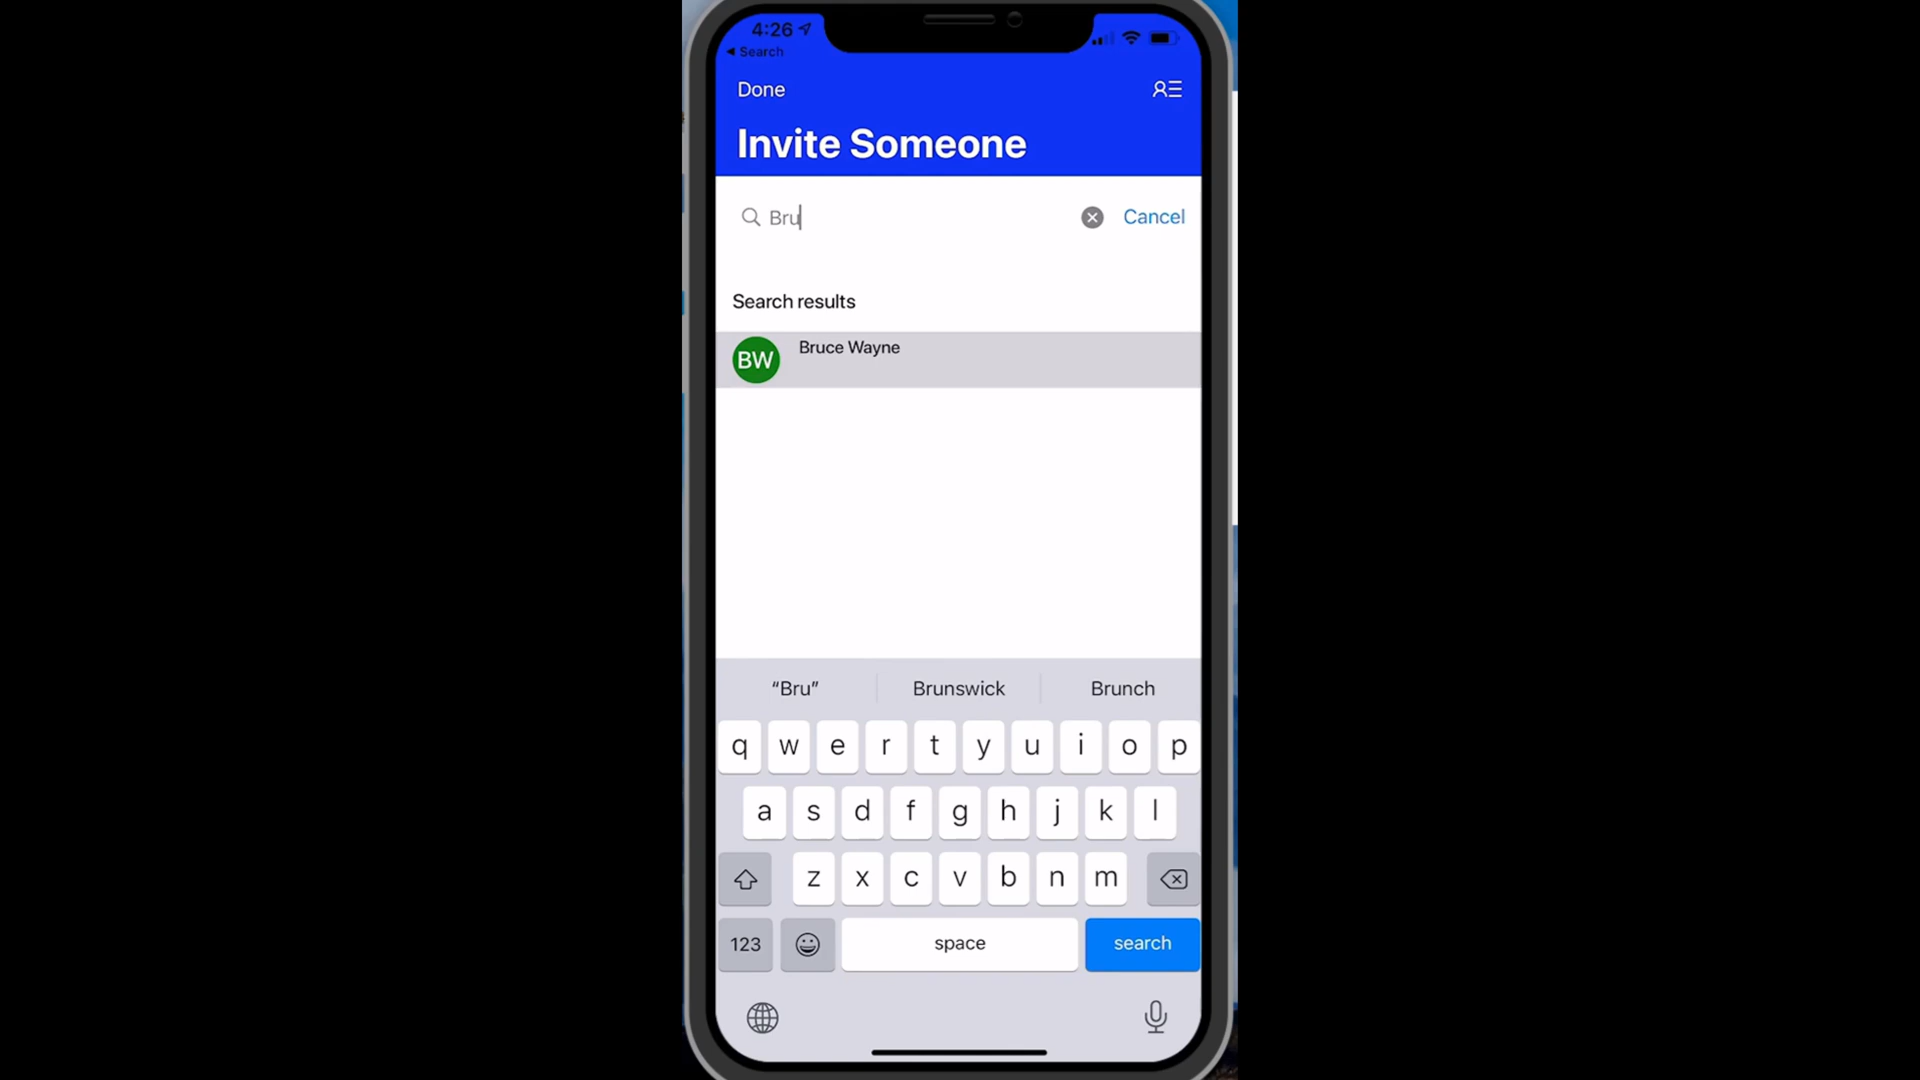 4:26
Search
Done
Invite Someone
Bru
Cancel
Search results
BW
Bruce Wayne
“Bru” Brunswick Brunch
q w e r t y u i o p
a s d f g h j k l
z x c v b n m
123 space search